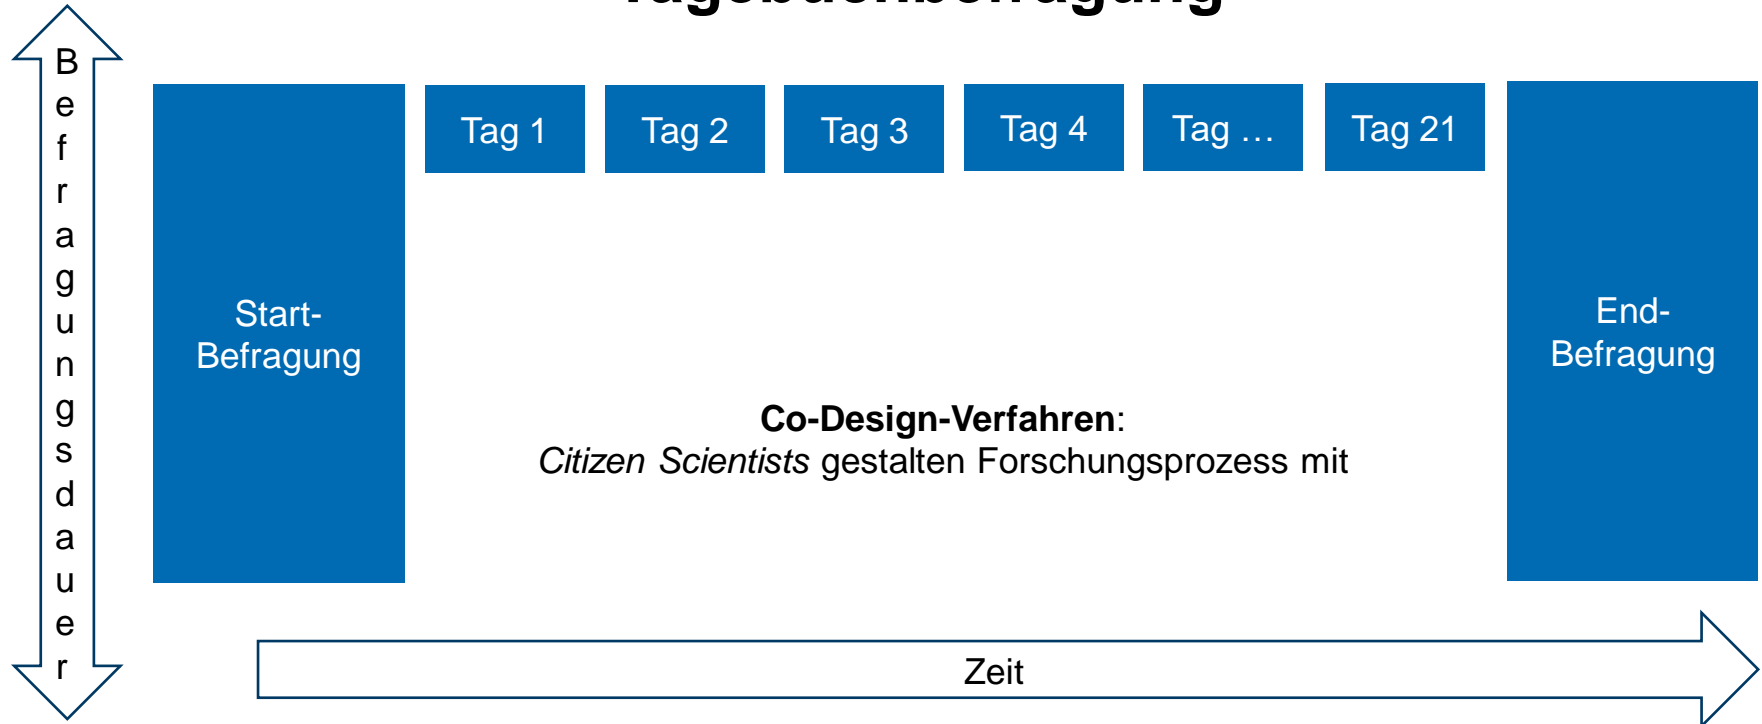 Tagebuchbefragung
Befragungsdauer
Tag 1
Tag 2
Tag 3
Tag 4
Tag …
Tag 21
Start-
Befragung
End-
Befragung
Co-Design-Verfahren:
Citizen Scientists gestalten Forschungsprozess mit
Zeit